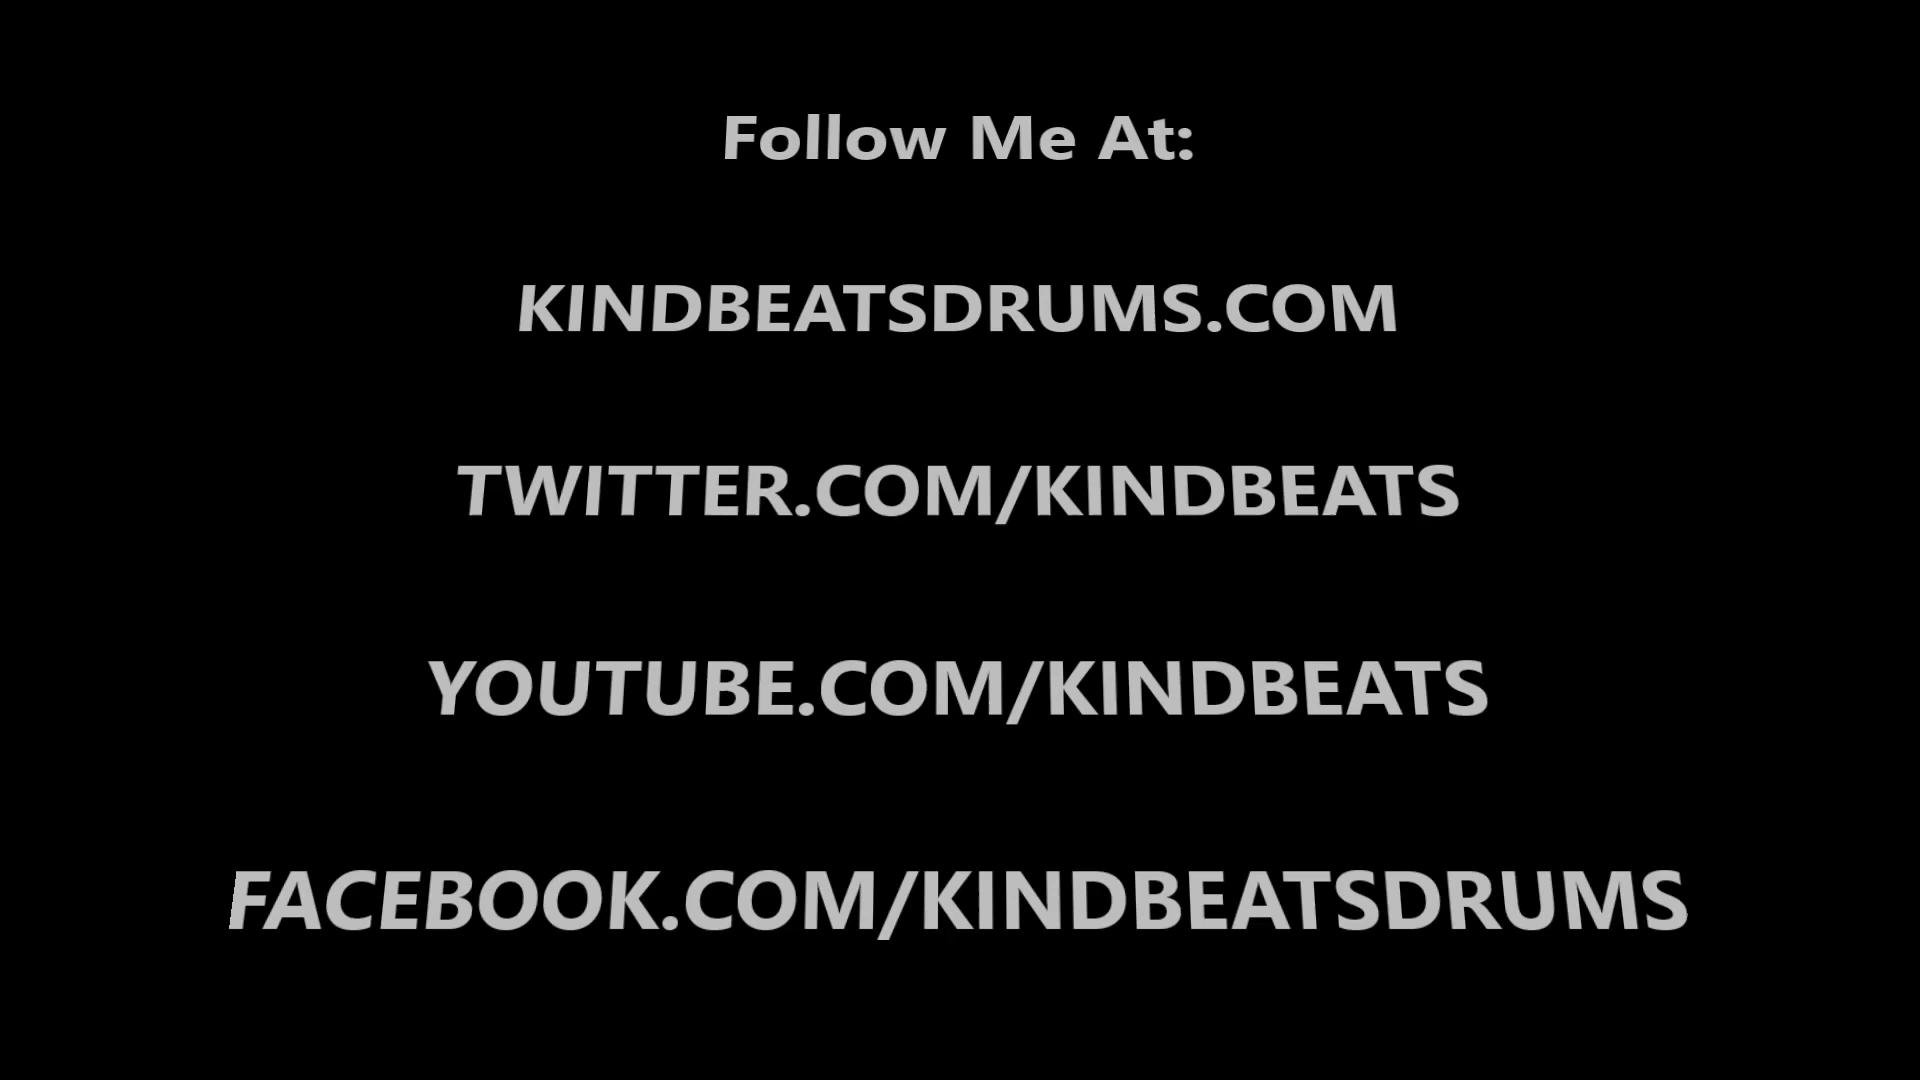 Follow Me At:
KINDBEATSDRUMS.COM
TWITTER.COM/KINDBEATS
YOUTUBE.COM/KINDBEATS
FACEBOOK.COM/KINDBEATSDRUMS